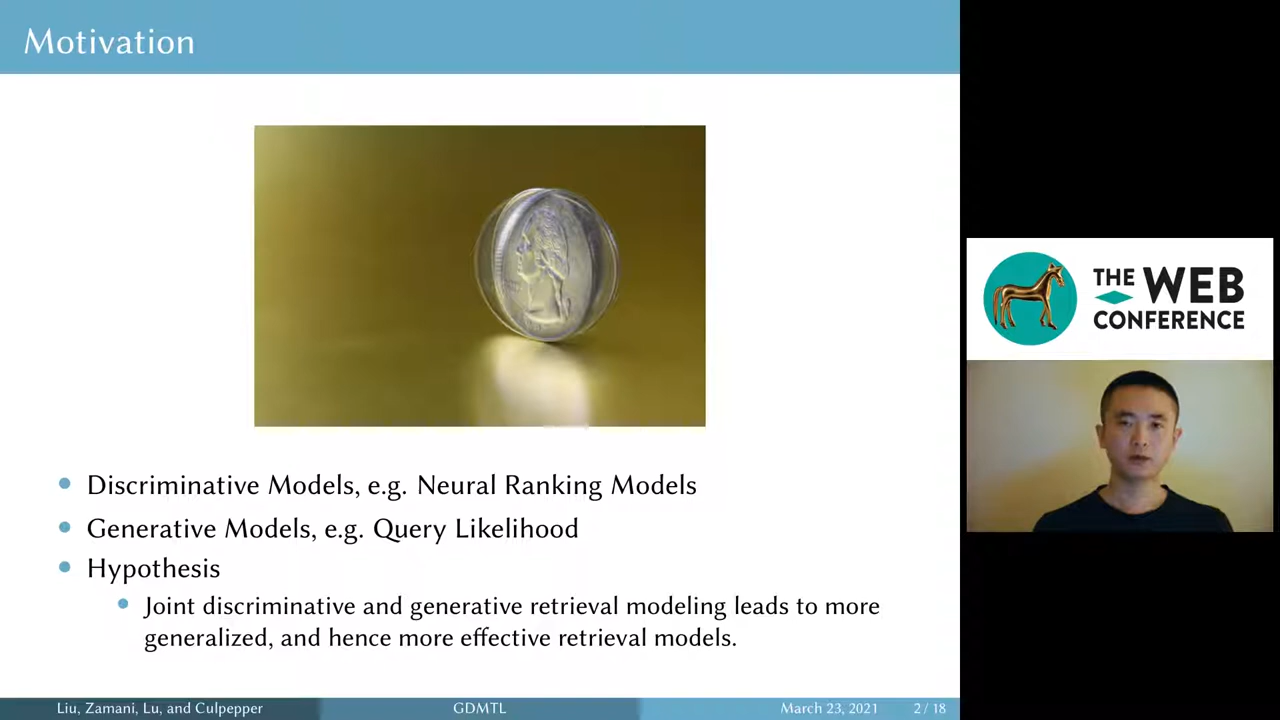 Motivation
Discriminative Models, e.g. Neural Ranking Models
Generative Models, e.g. Query Likelihood
Hypothesis
Joint discriminative and generative retrieval modeling leads to more
generalized, and hence more effective retrieval models.
Liu, Zamani, Lu, and Culpepper
GDMTL
March 23, 2021
2 / 18
THE WEB
CONFERENCE